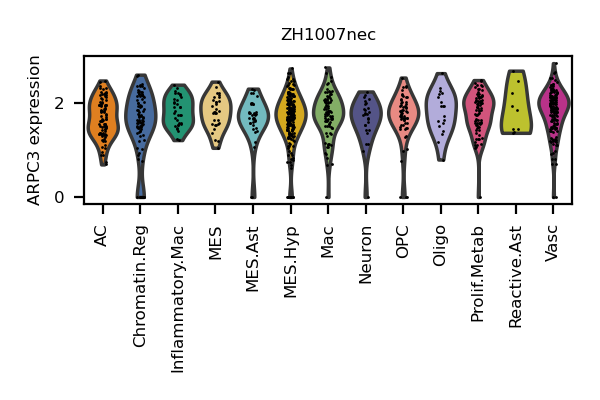 ZH1007nec
ARPC3 expression
2
0
AC
Chromatin.Reg
Inflammatory.Mac
MES
MES.Ast
MES.Hyp
Mac
Neuron
OPC
Oligo
Prolif.Metab
Reactive.Ast
Vasc